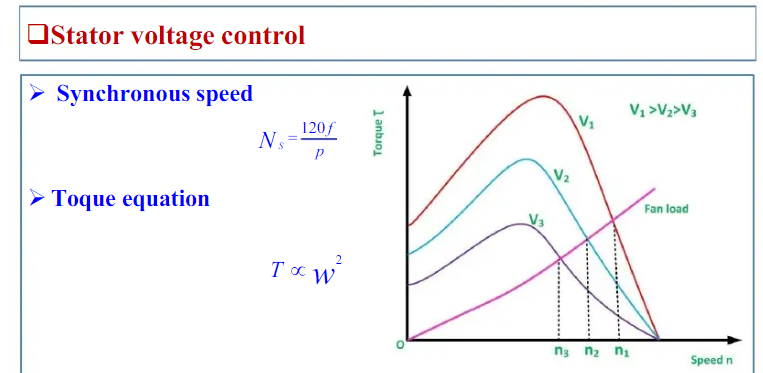 ❑Stator voltage control
➢ Synchronous speed
N_s = 120f / p
➢ Toque equation
T ∝ w²
Torque T
V₁ >V₂>V₃
V₁
V₂
V₃
Fan load
O
n₃ n₂ n₁
Speed n